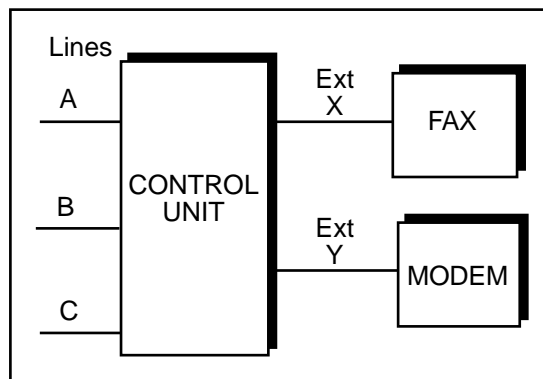 Lines
A
B
C
CONTROL
UNIT
Ext
X
FAX
Ext
Y
MODEM